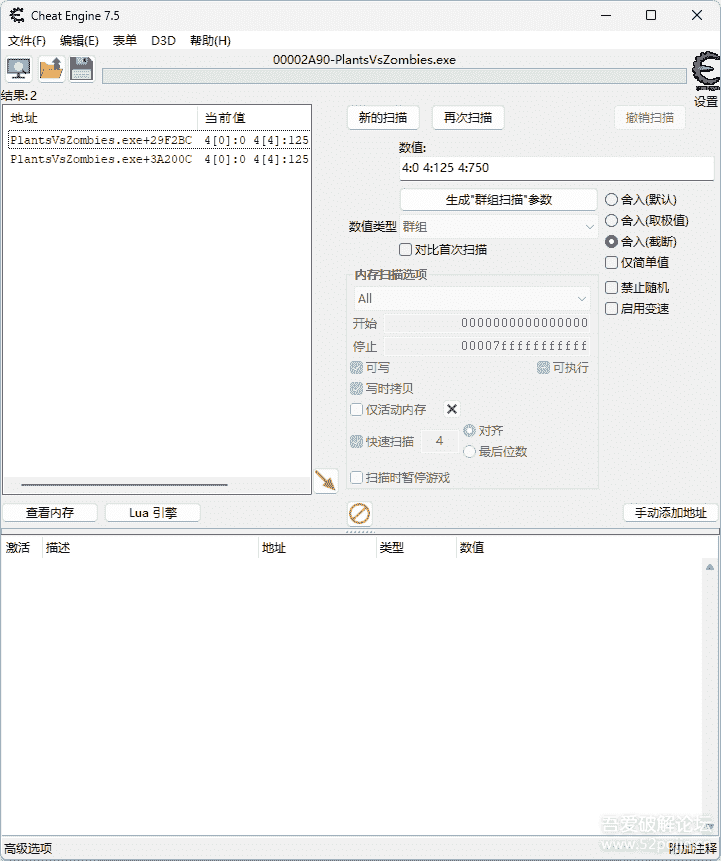 Cheat Engine 7.5
文件(F) 编辑(E) 表单 D3D 帮助(H)
00002A90-PlantsVsZombies.exe
结果: 2
设置
地址 当前值
PlantsVsZombies.exe+29F2BC 4[0]:0 4[4]:125
PlantsVsZombies.exe+3A200C 4[0]:0 4[4]:125
新的扫描 再次扫描 撤销扫描
数值:
4:0 4:125 4:750
生成"群组扫描"参数
数值类型 群组
对比首次扫描
舍入(默认)
舍入(取极值)
舍入(截断)
仅简单值
禁止随机
启用变速
内存扫描选项
All
开始 0000000000000000
停止 00007fffffffffff
可写 可执行
写时拷贝
仅活动内存
快速扫描 4 对齐
最后位数
扫描时暂停游戏
查看内存 Lua 引擎 手动添加地址
激活 描述 地址 类型 数值
吾爱破解论坛
高级选项 附加注释